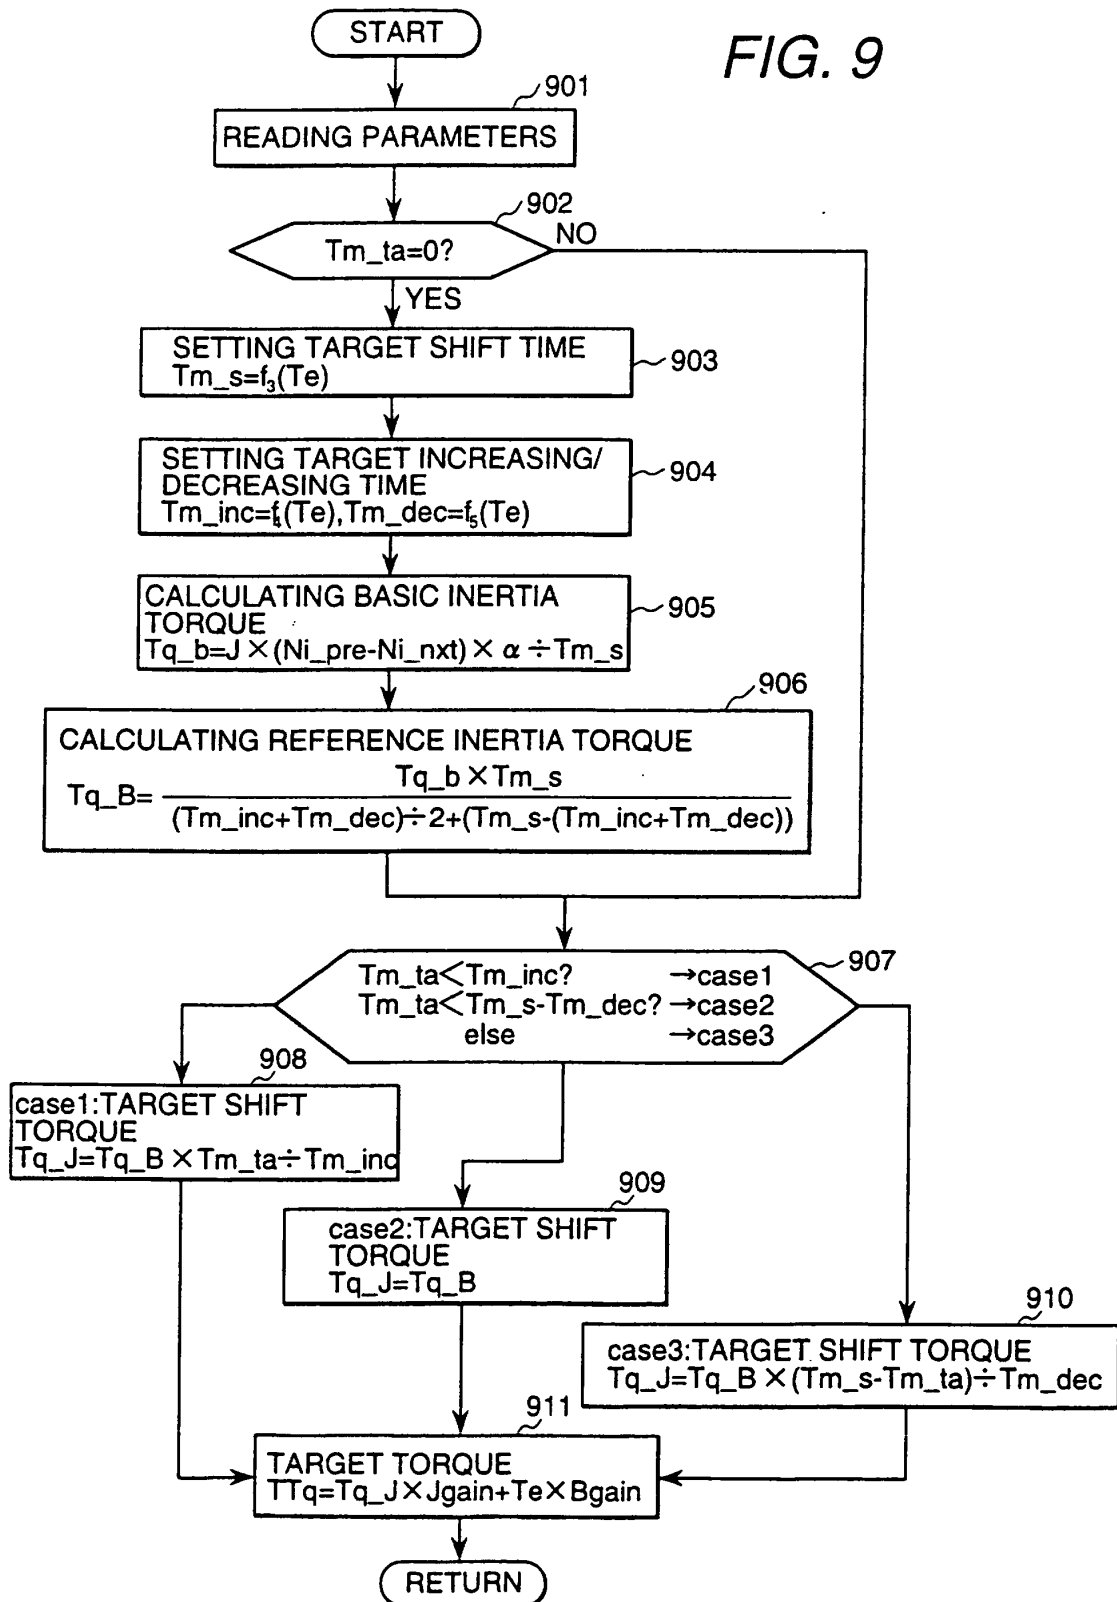 START
FIG. 9
901
READING PARAMETERS
902
Tm_ta=0?
NO
YES
SETTING TARGET SHIFT TIME
Tm_s=f₃(Te)
903
SETTING TARGET INCREASING/
DECREASING TIME
Tm_inc=f₄(Te),Tm_dec=f₅(Te)
904
CALCULATING BASIC INERTIA
TORQUE
Tq_b=J×(Ni_pre-Ni_nxt)×α÷Tm_s
905
906
CALCULATING REFERENCE INERTIA TORQUE
Tq_b×Tm_s
Tq_B=
(Tm_inc+Tm_dec)÷2+(Tm_s-(Tm_inc+Tm_dec))
907
Tm_ta<Tm_inc? →case1
Tm_ta<Tm_s-Tm_dec? →case2
else →case3
908
case1:TARGET SHIFT
TORQUE
Tq_J=Tq_B×Tm_ta÷Tm_inc
909
case2:TARGET SHIFT
TORQUE
Tq_J=Tq_B
910
case3:TARGET SHIFT TORQUE
Tq_J=Tq_B×(Tm_s-Tm_ta)÷Tm_dec
911
TARGET TORQUE
TTq=Tq_J×Jgain+Te×Bgain
RETURN